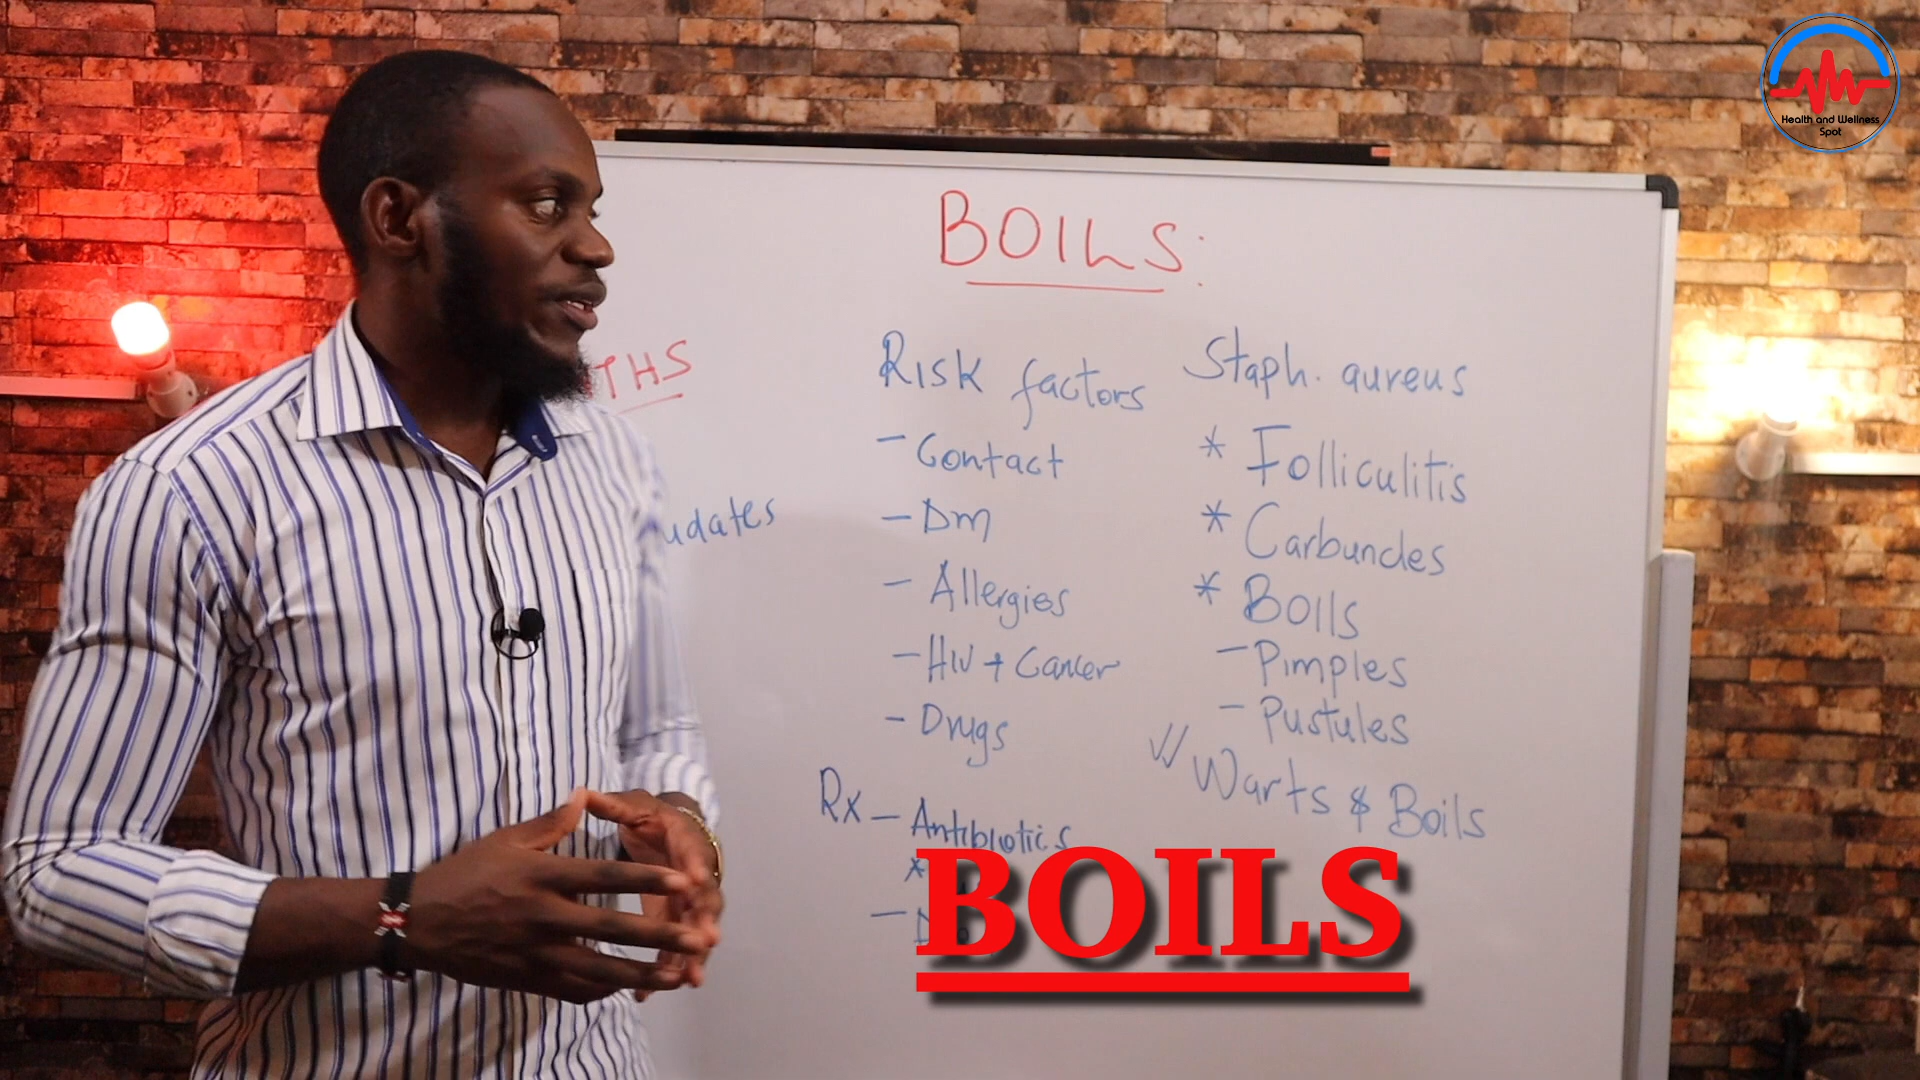 Health and Wellness
Spot
BOILS:
THS
udates
Risk factors
- Contact
- Dm
- Allergies
- HIV + Cancer
- Drugs
Rx - Antibiotics
*
-
Staph. aureus
* Folliculitis
* Carbuncles
* Boils
- Pimples
- Pustules
Warts & Boils
BOILS